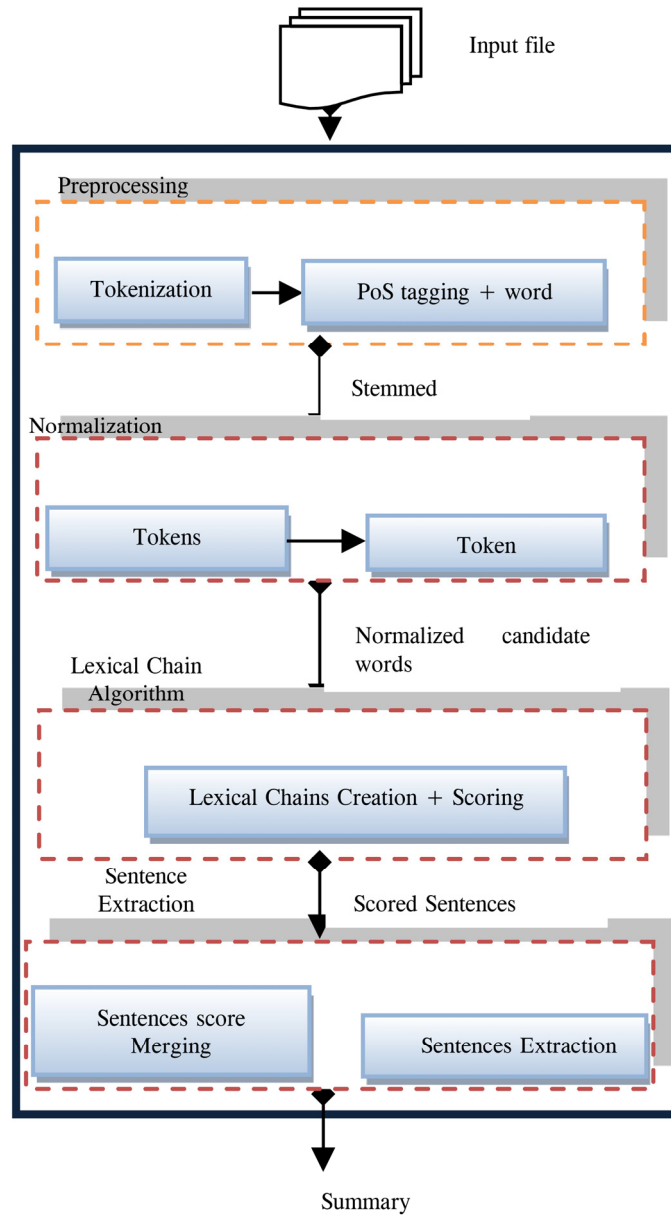 Input file
Preprocessing
Tokenization
PoS tagging + word
Stemmed
Normalization
Tokens
Token
Normalized candidate
words
Lexical Chain
Algorithm
Lexical Chains Creation + Scoring
Sentence
Extraction
Scored Sentences
Sentences score
Merging
Sentences Extraction
Summary